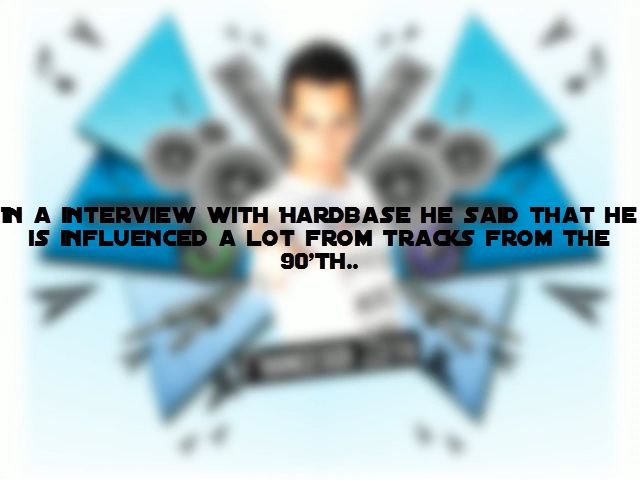 In a interview with Hardbase he said that he
is influenced a lot from tracks from the
90'th..